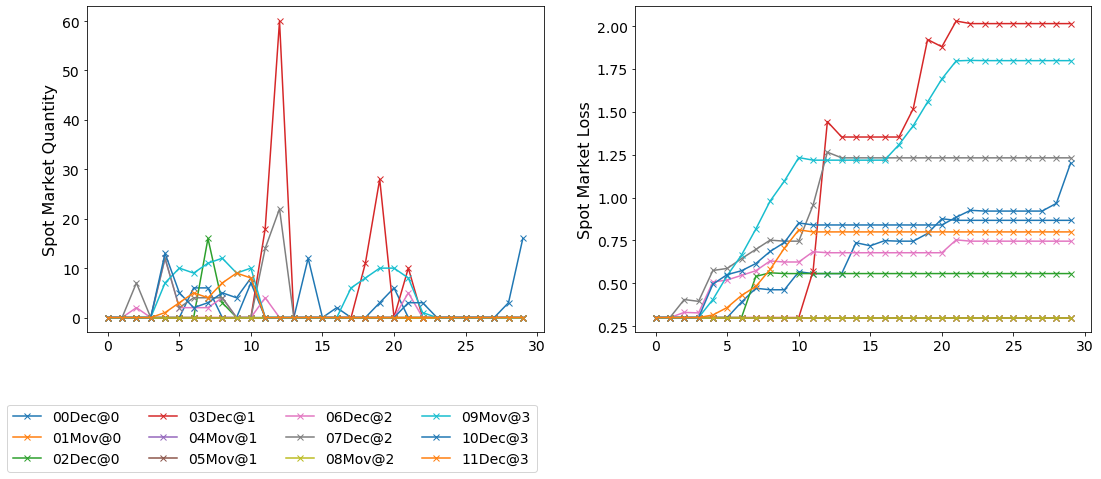 Spot Market Quantity
60
50
40
30
20
10
0
0 5 10 15 20 25 30
Spot Market Loss
2.00
1.75
1.50
1.25
1.00
0.75
0.50
0.25
0 5 10 15 20 25 30
00Dec@0 03Dec@1 06Dec@2 09Mov@3
01Mov@0 04Mov@1 07Dec@2 10Dec@3
02Dec@0 05Mov@1 08Mov@2 11Dec@3